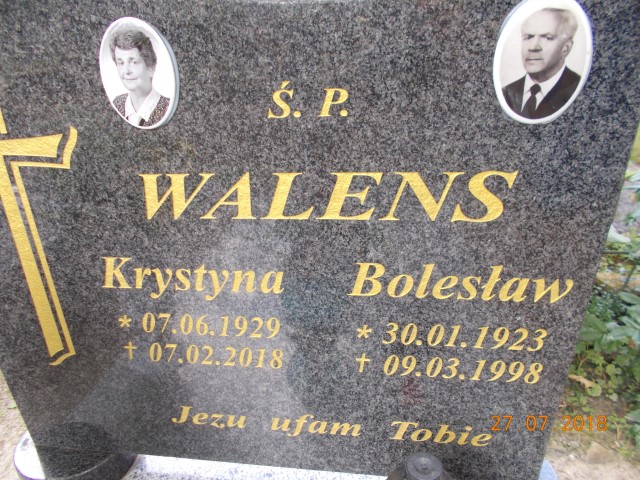 Ś. P.
WALENS
Krystyna
* 07.06.1929
† 07.02.2018
Bolesław
* 30.01.1923
† 09.03.1998
Jezu ufam Tobie
27.07.2018